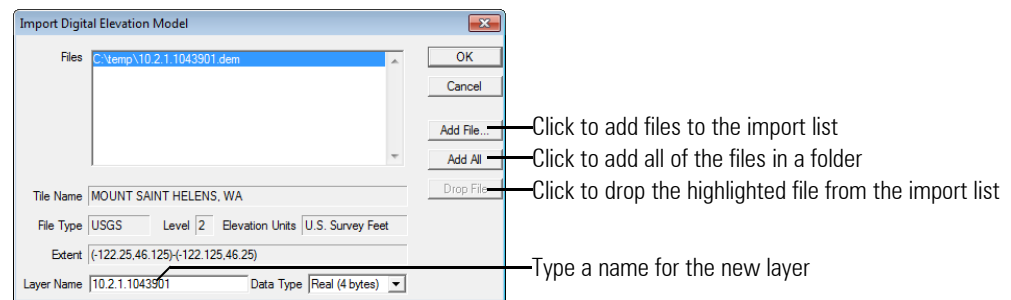 Import Digital Elevation Model
Files C:\temp\10.2.1.1043901.dem
OK
Cancel
Add File... Click to add files to the import list
Add All Click to add all of the files in a folder
Drop File Click to drop the highlighted file from the import list
Tile Name MOUNT SAINT HELENS, WA
File Type USGS Level 2 Elevation Units U.S. Survey Feet
Extent (-122.25,46.125)-(-122.125,46.25)
Layer Name 10.2.1.1043901 Data Type Real (4 bytes) Type a name for the new layer